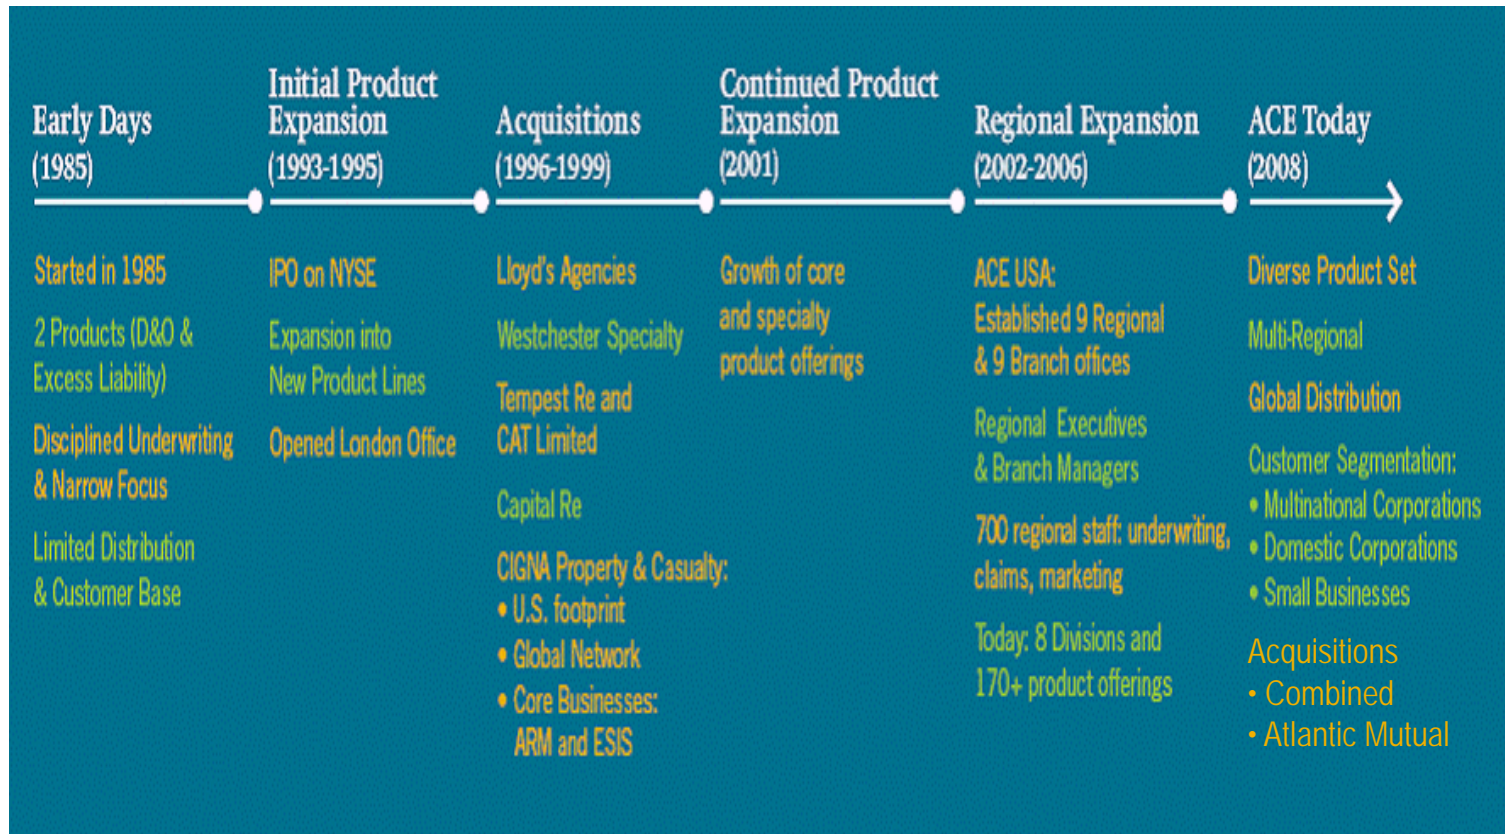 Early Days
(1985)
Started in 1985
2 Products (D&O &
Excess Liability)
Disciplined Underwriting
& Narrow Focus
Limited Distribution
& Customer Base
Initial Product
Expansion
(1993-1995)
IPO on NYSE
Expansion into
New Product Lines
Opened London Office
Acquisitions
(1996-1999)
Lloyd's Agencies
Westchester Specialty
Tempest Re and
CAT Limited
Capital Re
CIGNA Property & Casualty:
• U.S. footprint
• Global Network
• Core Businesses:
ARM and ESIS
Continued Product
Expansion
(2001)
Growth of core
and specialty
product offerings
Regional Expansion
(2002-2006)
ACE USA:
Established 9 Regional
& 9 Branch offices
Regional Executives
& Branch Managers
700 regional staff: underwriting,
claims, marketing
Today: 8 Divisions and
170+ product offerings
ACE Today
(2008)
Diverse Product Set
Multi-Regional
Global Distribution
Customer Segmentation:
• Multinational Corporations
• Domestic Corporations
• Small Businesses
Acquisitions
• Combined
• Atlantic Mutual